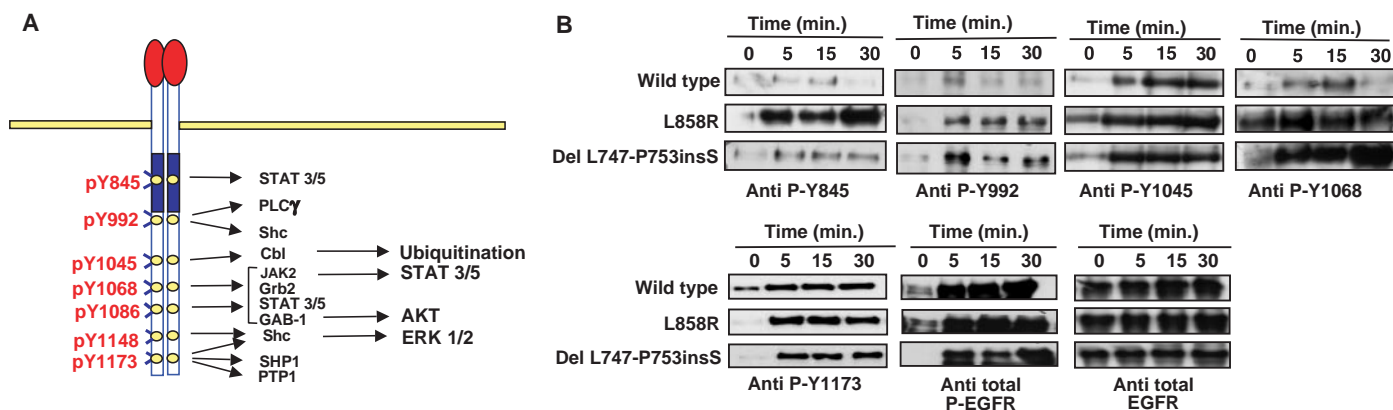 A
pY845
pY992
pY1045
pY1068
pY1086
pY1148
pY1173
STAT 3/5
PLCγ
Shc
Cbl
JAK2
Grb2
STAT 3/5
GAB-1
Shc
SHP1
PTP1
Ubiquitination
STAT 3/5
AKT
ERK 1/2
B
Time (min.) Time (min.) Time (min.) Time (min.)
0 5 15 30 0 5 15 30 0 5 15 30 0 5 15 30
Wild type
L858R
Del L747-P753insS
Anti P-Y845 Anti P-Y992 Anti P-Y1045 Anti P-Y1068
Time (min.) Time (min.) Time (min.)
0 5 15 30 0 5 15 30 0 5 15 30
Wild type
L858R
Del L747-P753insS
Anti P-Y1173 Anti total Anti total
P-EGFR EGFR